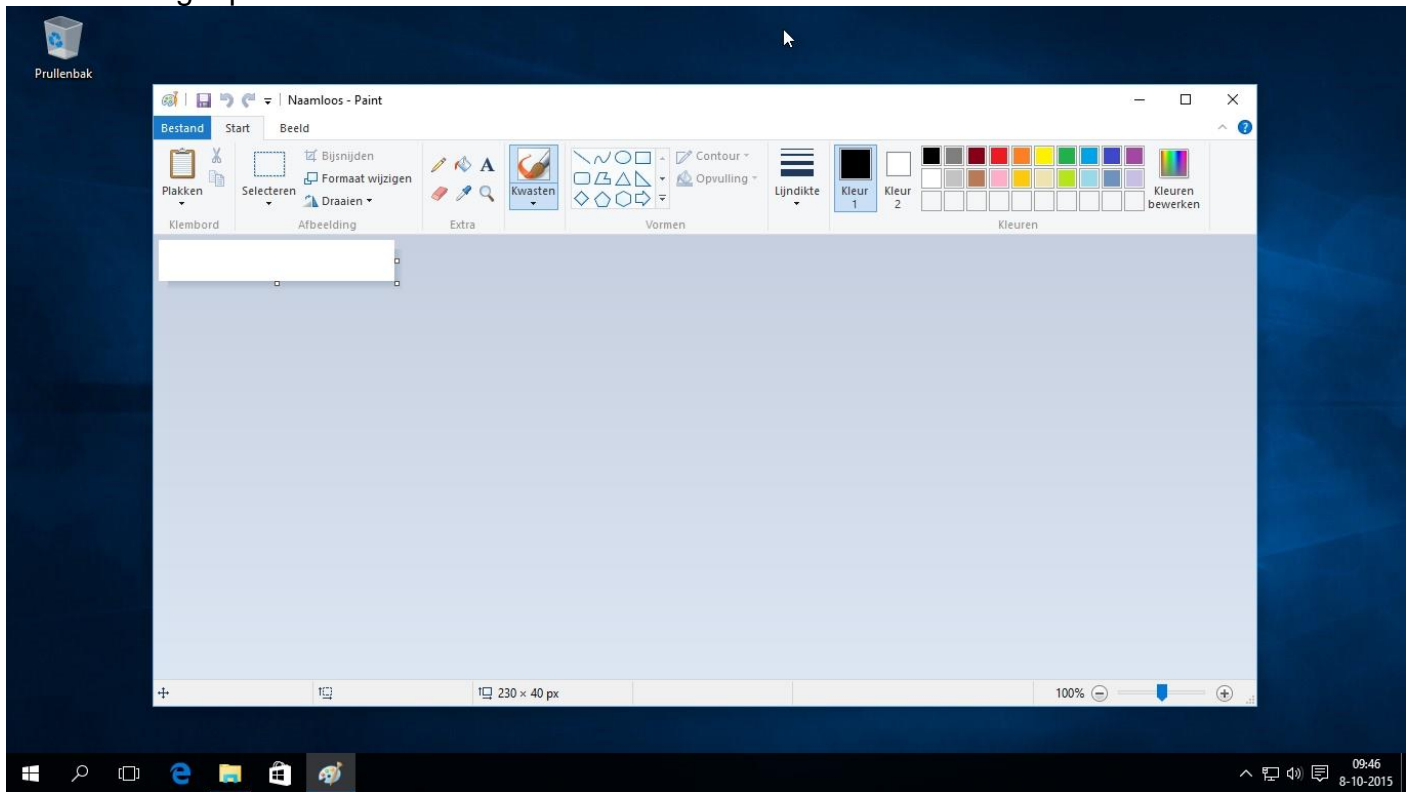 Prullenbak
Naamloos - Paint
Bestand Start Beeld
Plakken
Klembord
Selecteren
Bijsnijden
Formaat wijzigen
Draaien
Afbeelding
A
Extra
Kwasten
Contour
Opvulling
Vormen
Lijndikte
Kleur
1
Kleur
2
Kleuren
bewerken
Kleuren
230 × 40 px
100%
09:46
8-10-2015